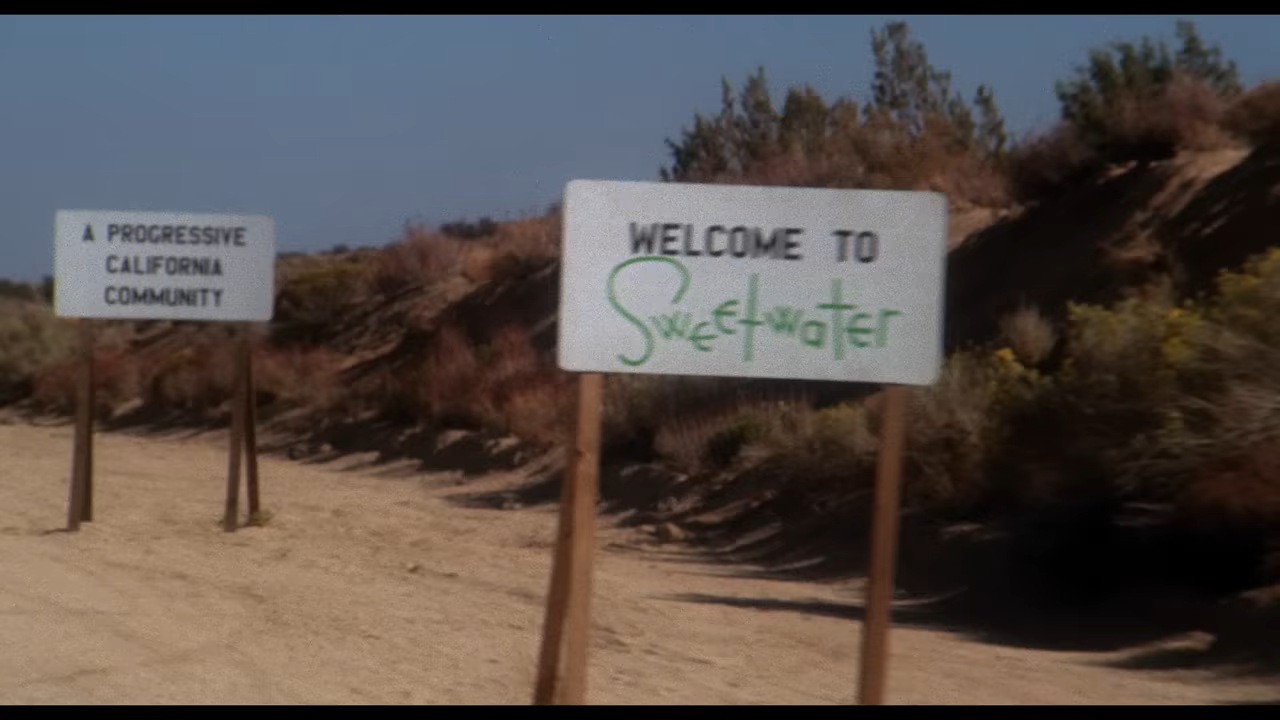 A PROGRESSIVE
CALIFORNIA
COMMUNITY
WELCOME TO
Sweetwater